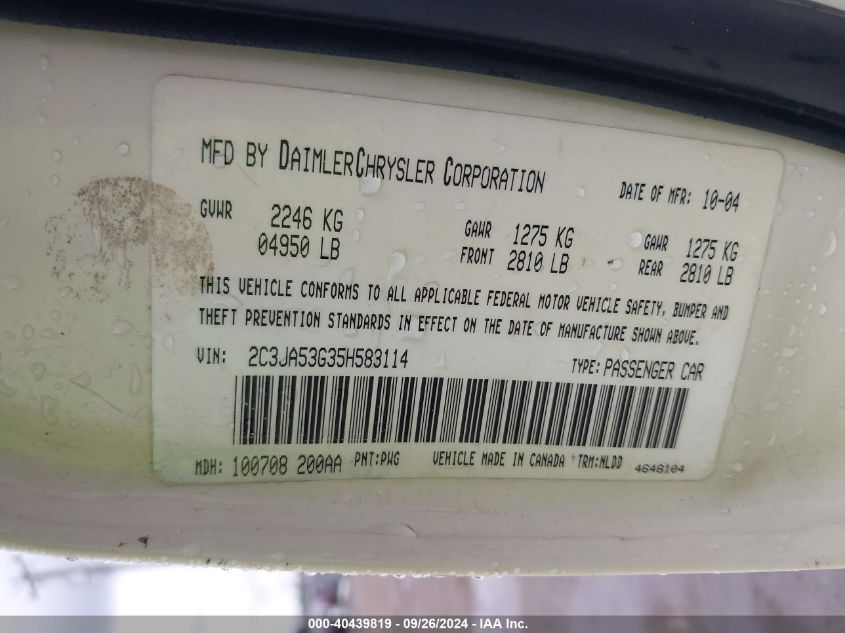 MFD BY DAIMLERCHRYSLER CORPORATION
DATE OF MFR: 10-04
GVWR 2246 KG 04950 LB
GAWR FRONT 1275 KG 2810 LB
GAWR REAR 1275 KG 2810 LB
THIS VEHICLE CONFORMS TO ALL APPLICABLE FEDERAL MOTOR VEHICLE SAFETY, BUMPER AND
THEFT PREVENTION STANDARDS IN EFFECT ON THE DATE OF MANUFACTURE SHOWN ABOVE.
VIN: 2C3JA53G35H583114 TYPE: PASSENGER CAR
MDH: 100708 200AA PNT:PWG VEHICLE MADE IN CANADA TRM:NLDD 4648104
000-40439819 - 09/26/2024 - IAA Inc.